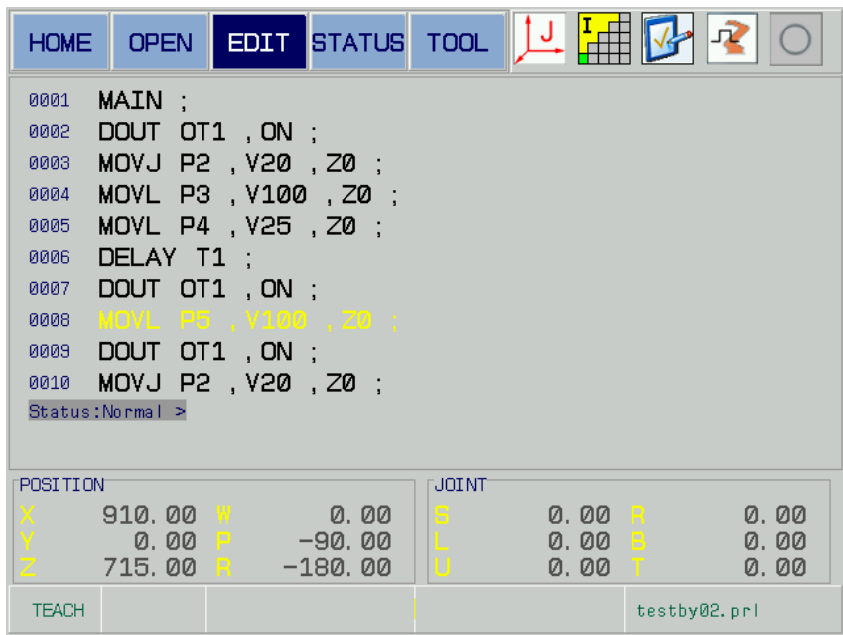 HOME OPEN EDIT STATUS TOOL J I
0001 MAIN ;
0002 DOUT OT1 ,ON ;
0003 MOVJ P2 ,V20 ,Z0 ;
0004 MOVL P3 ,V100 ,Z0 ;
0005 MOVL P4 ,V25 ,Z0 ;
0006 DELAY T1 ;
0007 DOUT OT1 ,ON ;
0008 MOVL P5 ,V100 ,Z0 ;
0009 DOUT OT1 ,ON ;
0010 MOVJ P2 ,V20 ,Z0 ;
Status:Normal >
POSITION JOINT
X 910.00 W 0.00 S 0.00 R 0.00
Y 0.00 P -90.00 L 0.00 B 0.00
Z 715.00 R -180.00 U 0.00 T 0.00
TEACH testby02.prl